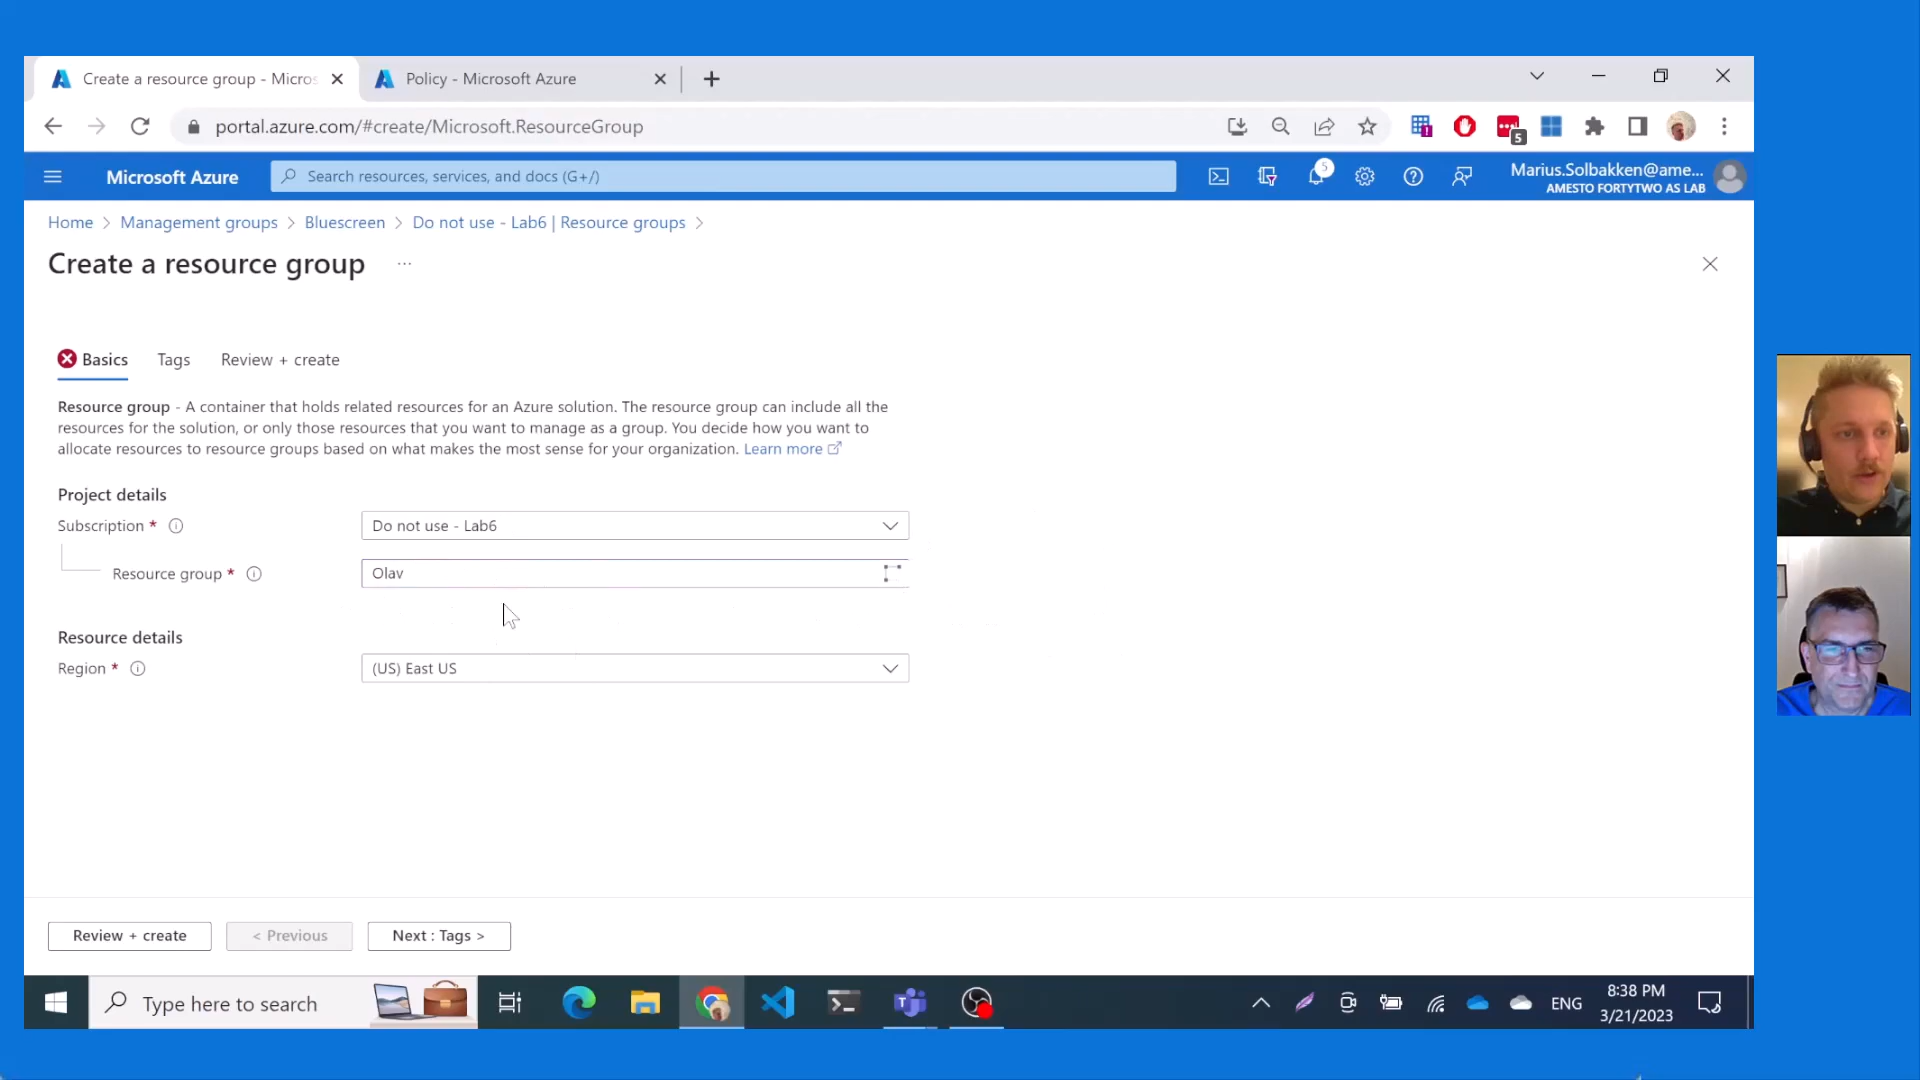 Create a resource group - Micros
Policy - Microsoft Azure
portal.azure.com/#create/Microsoft.ResourceGroup
5
Microsoft Azure
Search resources, services, and docs (G+/)
5
Marius.Solbakken@ame...
AMESTO FORTYTWO AS LAB
Home > Management groups > Bluescreen > Do not use - Lab6 | Resource groups >
Create a resource group ...
Basics
Tags
Review + create
Resource group - A container that holds related resources for an Azure solution. The resource group can include all the
resources for the solution, or only those resources that you want to manage as a group. You decide how you want to
allocate resources to resource groups based on what makes the most sense for your organization. Learn more
Project details
Subscription *
Do not use - Lab6
Resource group *
Olav
Resource details
Region *
(US) East US
Review + create
< Previous
Next : Tags >
Type here to search
ENG
8:38 PM
3/21/2023